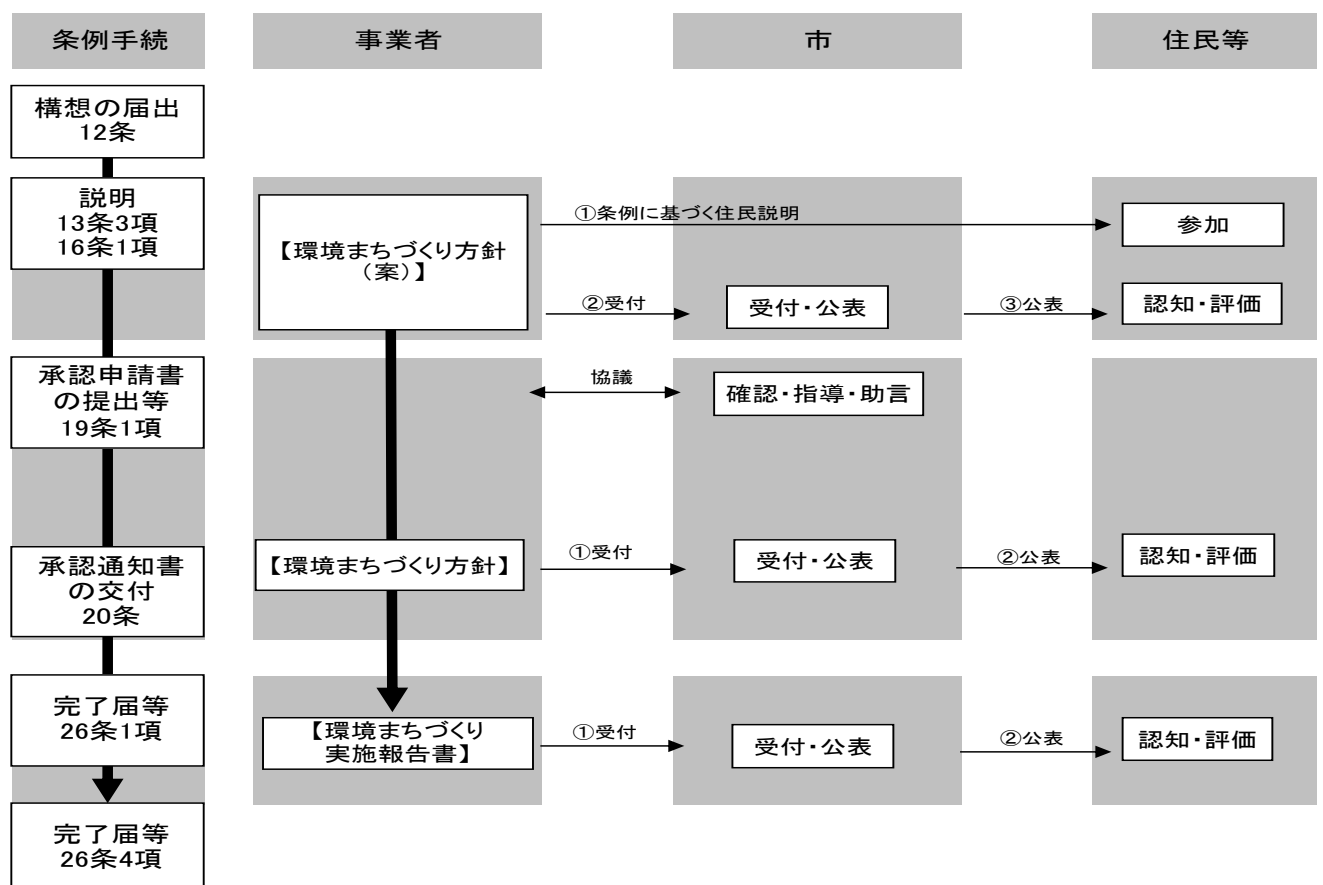 条例手続
事業者
市
住民等
構想の届出
12条
説明
13条3項
16条1項
【環境まちづくり方針
(案)】
①条例に基づく住民説明
参加
②受付
受付・公表
③公表
認知・評価
承認申請書
の提出等
19条1項
協議
確認・指導・助言
承認通知書
の交付
20条
【環境まちづくり方針】
①受付
受付・公表
②公表
認知・評価
完了届等
26条1項
【環境まちづくり
実施報告書】
①受付
受付・公表
②公表
認知・評価
完了届等
26条4項